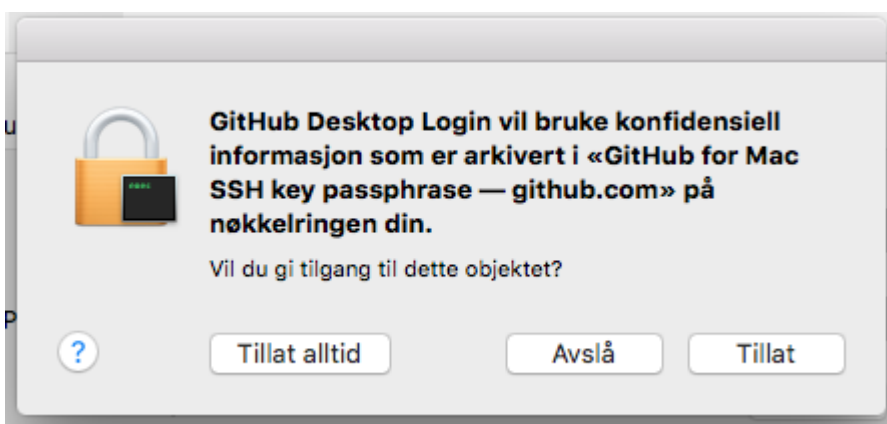 GitHub Desktop Login vil bruke konfidensiell
informasjon som er arkivert i «GitHub for Mac
SSH key passphrase — github.com» på
nøkkelringen din.
Vil du gi tilgang til dette objektet?
?
Tillat alltid
Avslå
Tillat